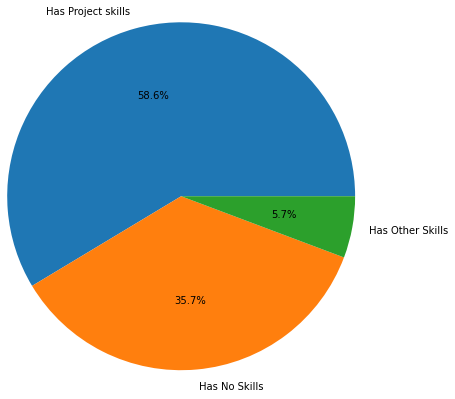 Has Project skills
58.6%
5.7%
Has Other Skills
35.7%
Has No Skills